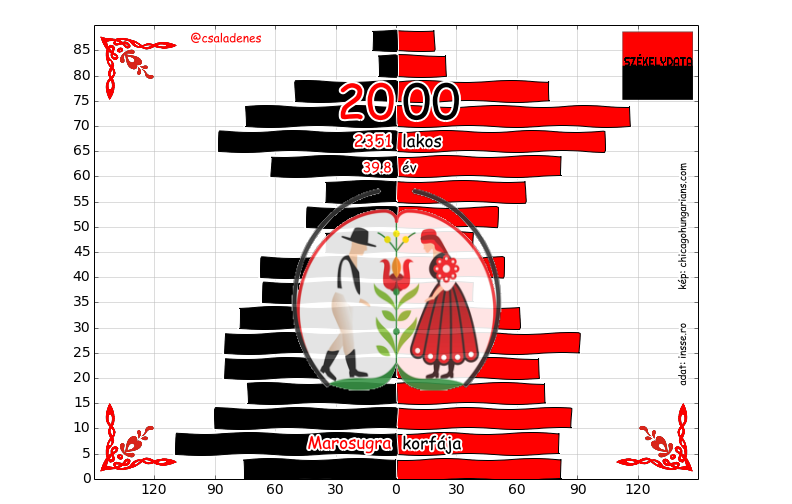 @csaladenes
SZÉKELYDATA
2000
2351 lakos
39.8 év
kép: chicagohungarians.com
adat: insse.ro
Marosugra korfája
85
80
75
70
65
60
55
50
45
40
35
30
25
20
15
10
5
0
120 90 60 30 0 30 60 90 120